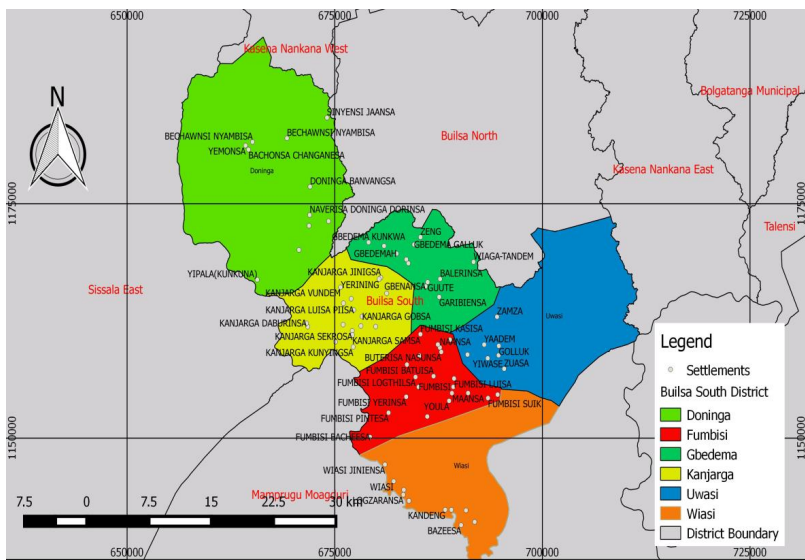 650000
675000
700000
725000
Kasena Nankana West
Bolgatanga Municipal
N
SINYENSI JAANSA
BECHAWNSI NYAMBISA
BECHAWNSI NYAMBISA
Builsa North
YEMONSA
BACHONSA CHANGANESA
Doninga
Kasena Nankana East
DONINGA BANVANGSA
1175000
1175000
NAVERISA DONINGA DORINSA
Talensi
ZENG
GBEDEMA KUNKWA
GBEDEMA GALLUK
GBEDEMAH
WIAGA-TANDEM
YIPALA(KUNKUNA)
KANJARGA JINIGSA
BALERINSA
Sissala East
YERINING
GUUTE
KANJARGA VUNDEM
GBENANSA
Builsa South
GARIBIENSA
KANJARGA LUISA PIISA
KANJARGA GOBSA
ZAMZA
Uwasi
KANJARGA DABURINSA
FUMBISI KASISA
KANJARGA SEKROSA
KANJARGA SAMSA
NAANSA
YAADEM
KANJARGA KUNYINGSA
GOLLUK
BUTERISA NASUNSA
YIWASE
ZUASA
FUMBISI BATUISA
FUMBISI LOGTHILSA
FUMBISI
FUMBISI LUISA
FUMBISI YERINSA
MAANSA
FUMBISI SUIK
FUMBISI PINTESA
YOULA
1150000
1150000
FUMBISI BACHEESA
WIASI JINIENSA
Wiasi
WIASI
Mamprugu Moagduri
LOGZARANSA
KANDENG
BAZEESA
7.5 0 7.5 15 22.5 30 km
Legend
Settlements
Builsa South District
Doninga
Fumbisi
Gbedema
Kanjarga
Uwasi
Wiasi
District Boundary
650000
675000
700000
725000